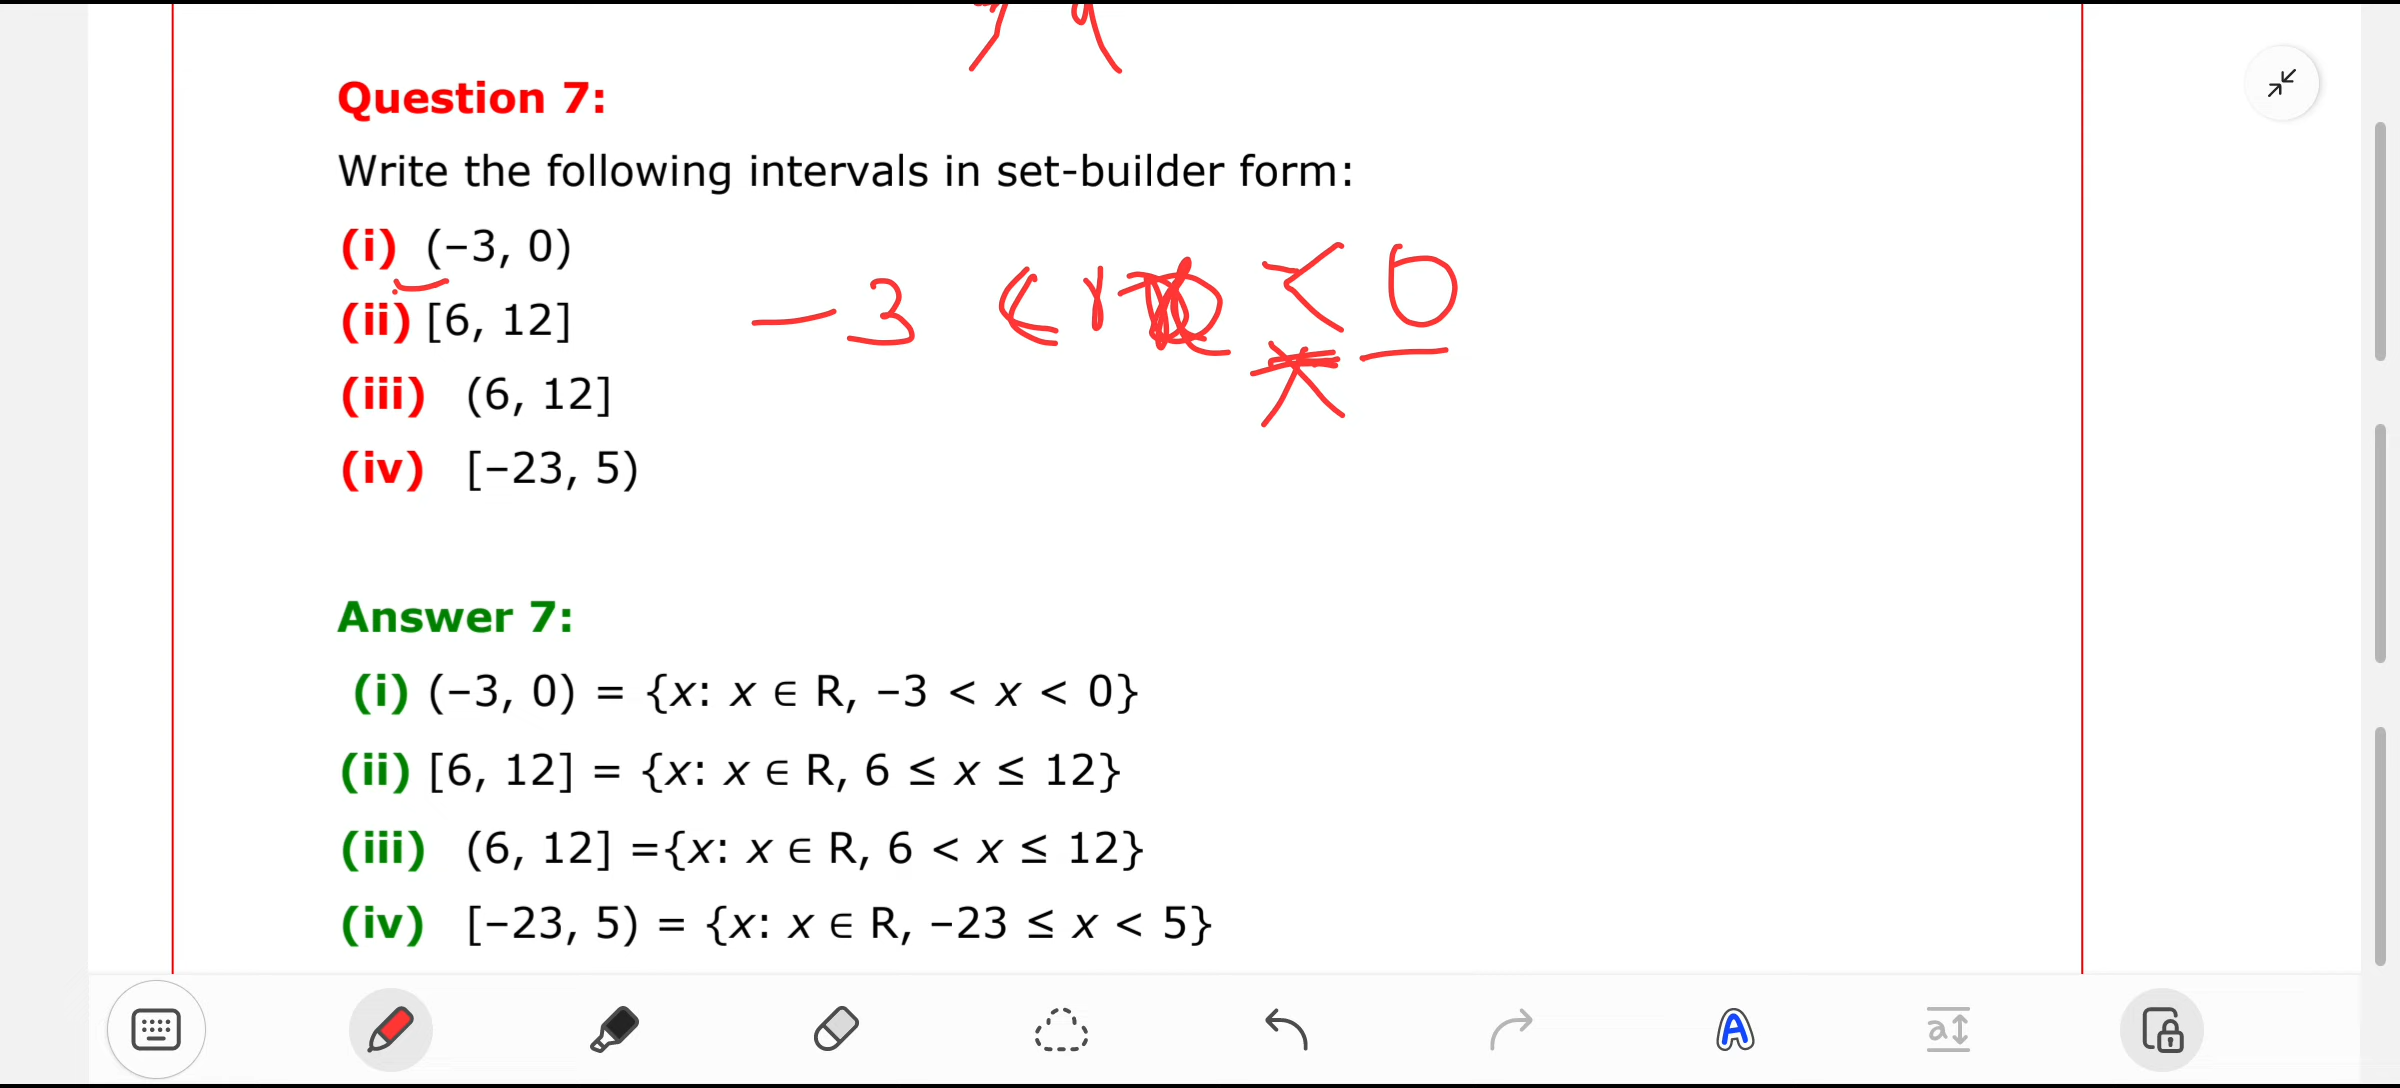 Question 7:
Write the following intervals in set-builder form:
(i) (−3, 0)
(ii) [6, 12]
−3 < < 0
(iii) (6, 12]
(iv) [−23, 5)
Answer 7:
(i) (−3, 0) = {x: x ∈ R, −3 < x < 0}
(ii) [6, 12] = {x: x ∈ R, 6 ≤ x ≤ 12}
(iii) (6, 12] ={x: x ∈ R, 6 < x ≤ 12}
(iv) [−23, 5) = {x: x ∈ R, −23 ≤ x < 5}
A
a